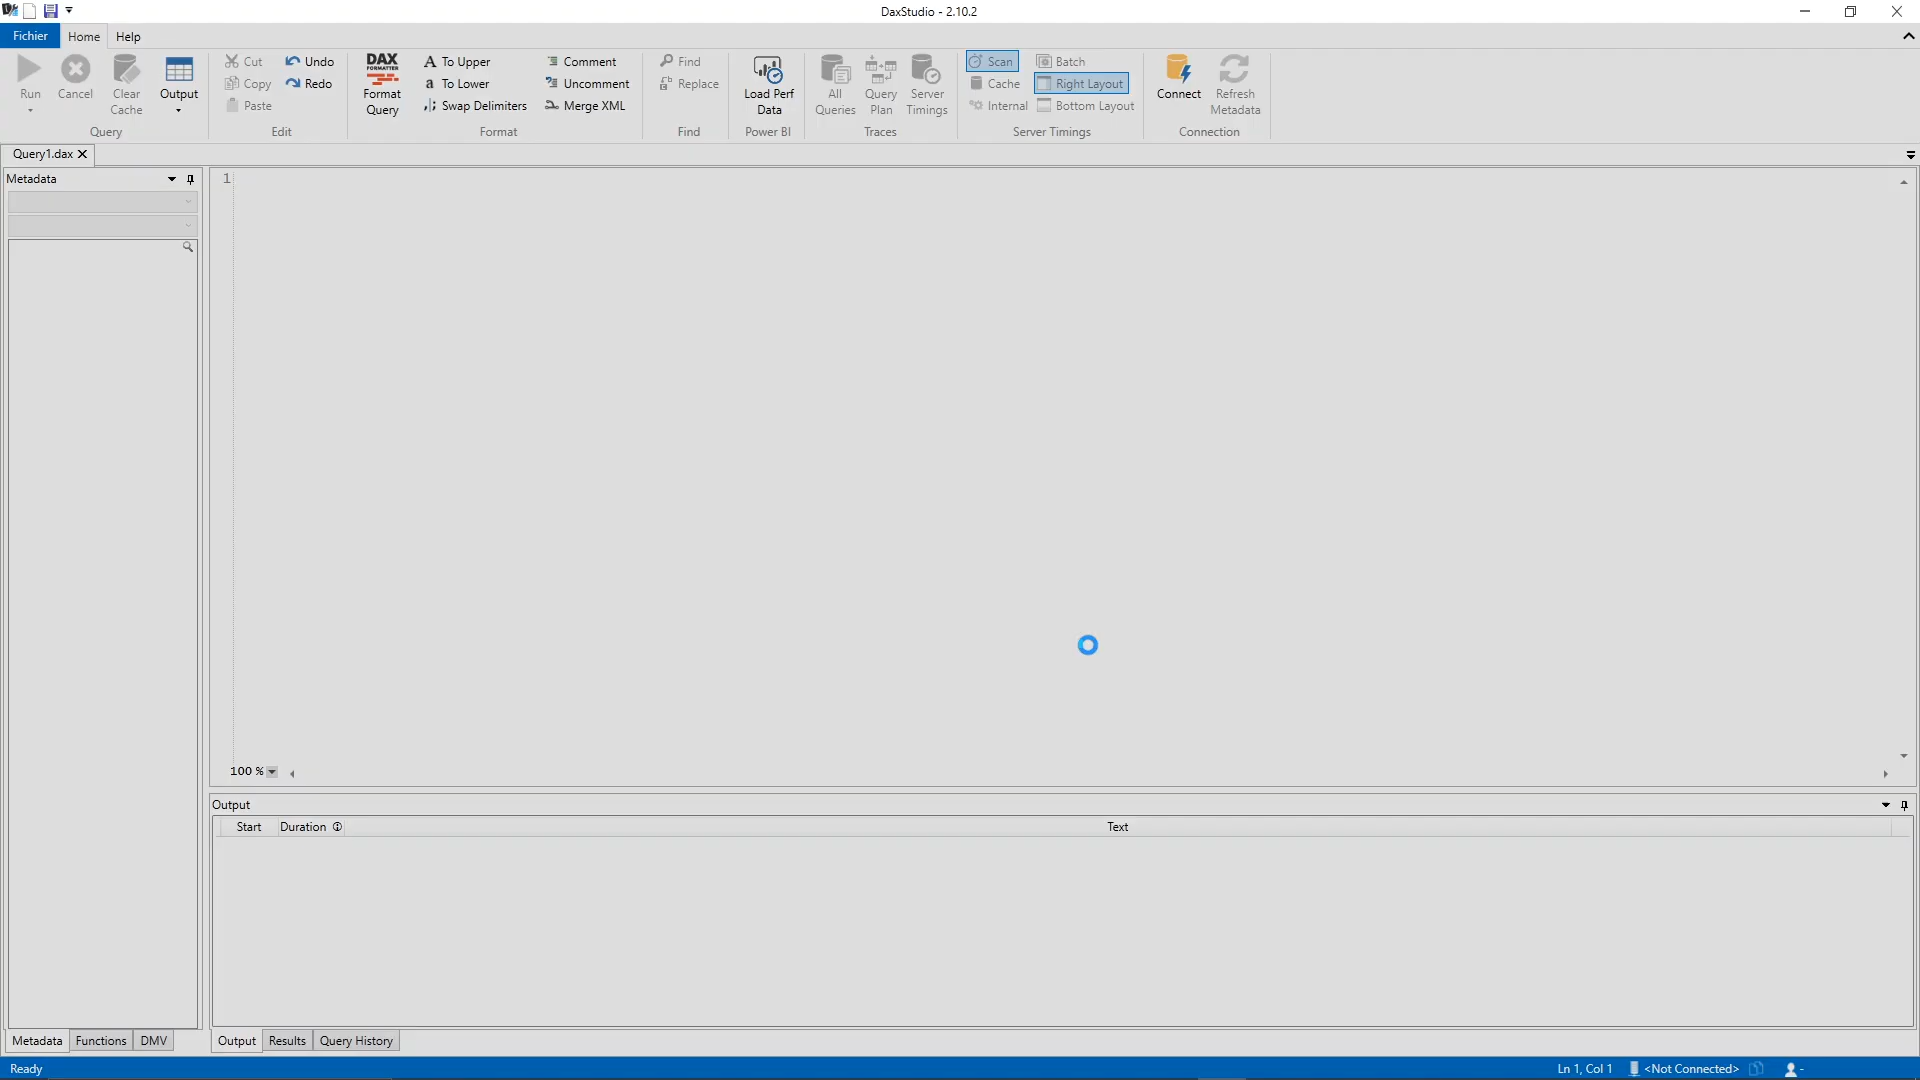 DaxStudio - 2.10.2
Fichier Home Help
Run
Cancel
Clear
Cache
Output
Query
Cut
Copy
Paste
Undo
Redo
Edit
DAX
FORMATTER
Format
Query
To Upper
To Lower
Swap Delimiters
Comment
Uncomment
Merge XML
Format
Find
Replace
Find
Load Perf
Data
Power BI
All
Queries
Query
Plan
Server
Timings
Traces
Scan
Cache
Internal
Batch
Right Layout
Bottom Layout
Server Timings
Connect
Refresh
Metadata
Connection
Query1.dax
Metadata
1
100 %
Output
Start Duration Text
Metadata Functions DMV
Output Results Query History
Ready
Ln 1, Col 1
<Not Connected>
-